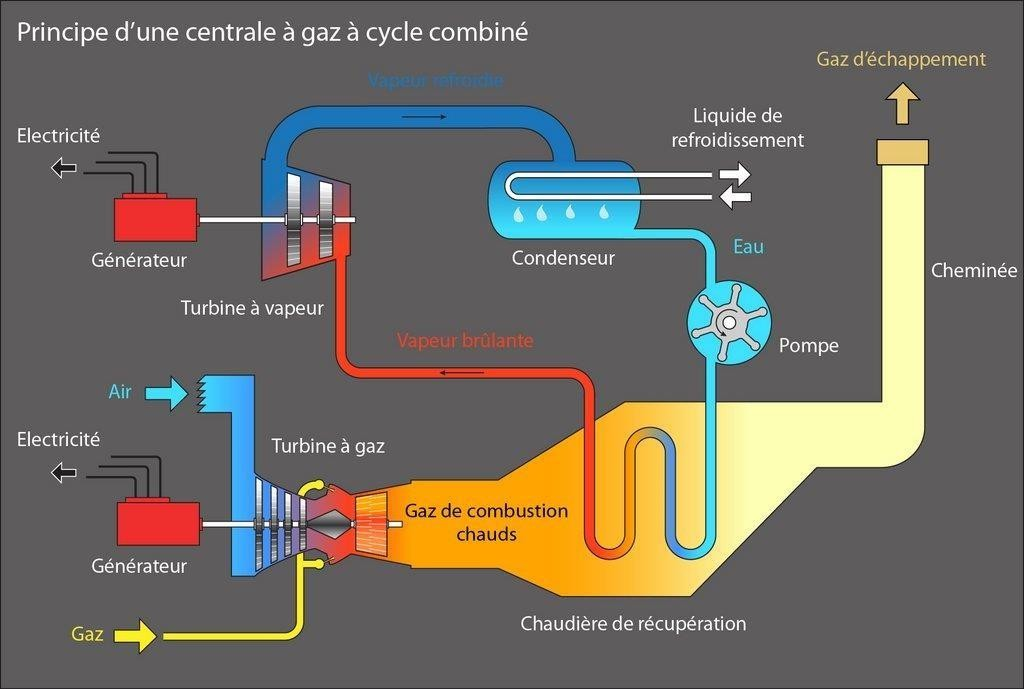 Principe d'une centrale à gaz à cycle combiné
Gaz d'échappement
Vapeur refroidie
Liquide de
refroidissement
Electricité
Générateur
Condenseur
Eau
Cheminée
Turbine à vapeur
Vapeur brûlante
Pompe
Air
Electricité
Turbine à gaz
Gaz de combustion
chauds
Générateur
Gaz
Chaudière de récupération